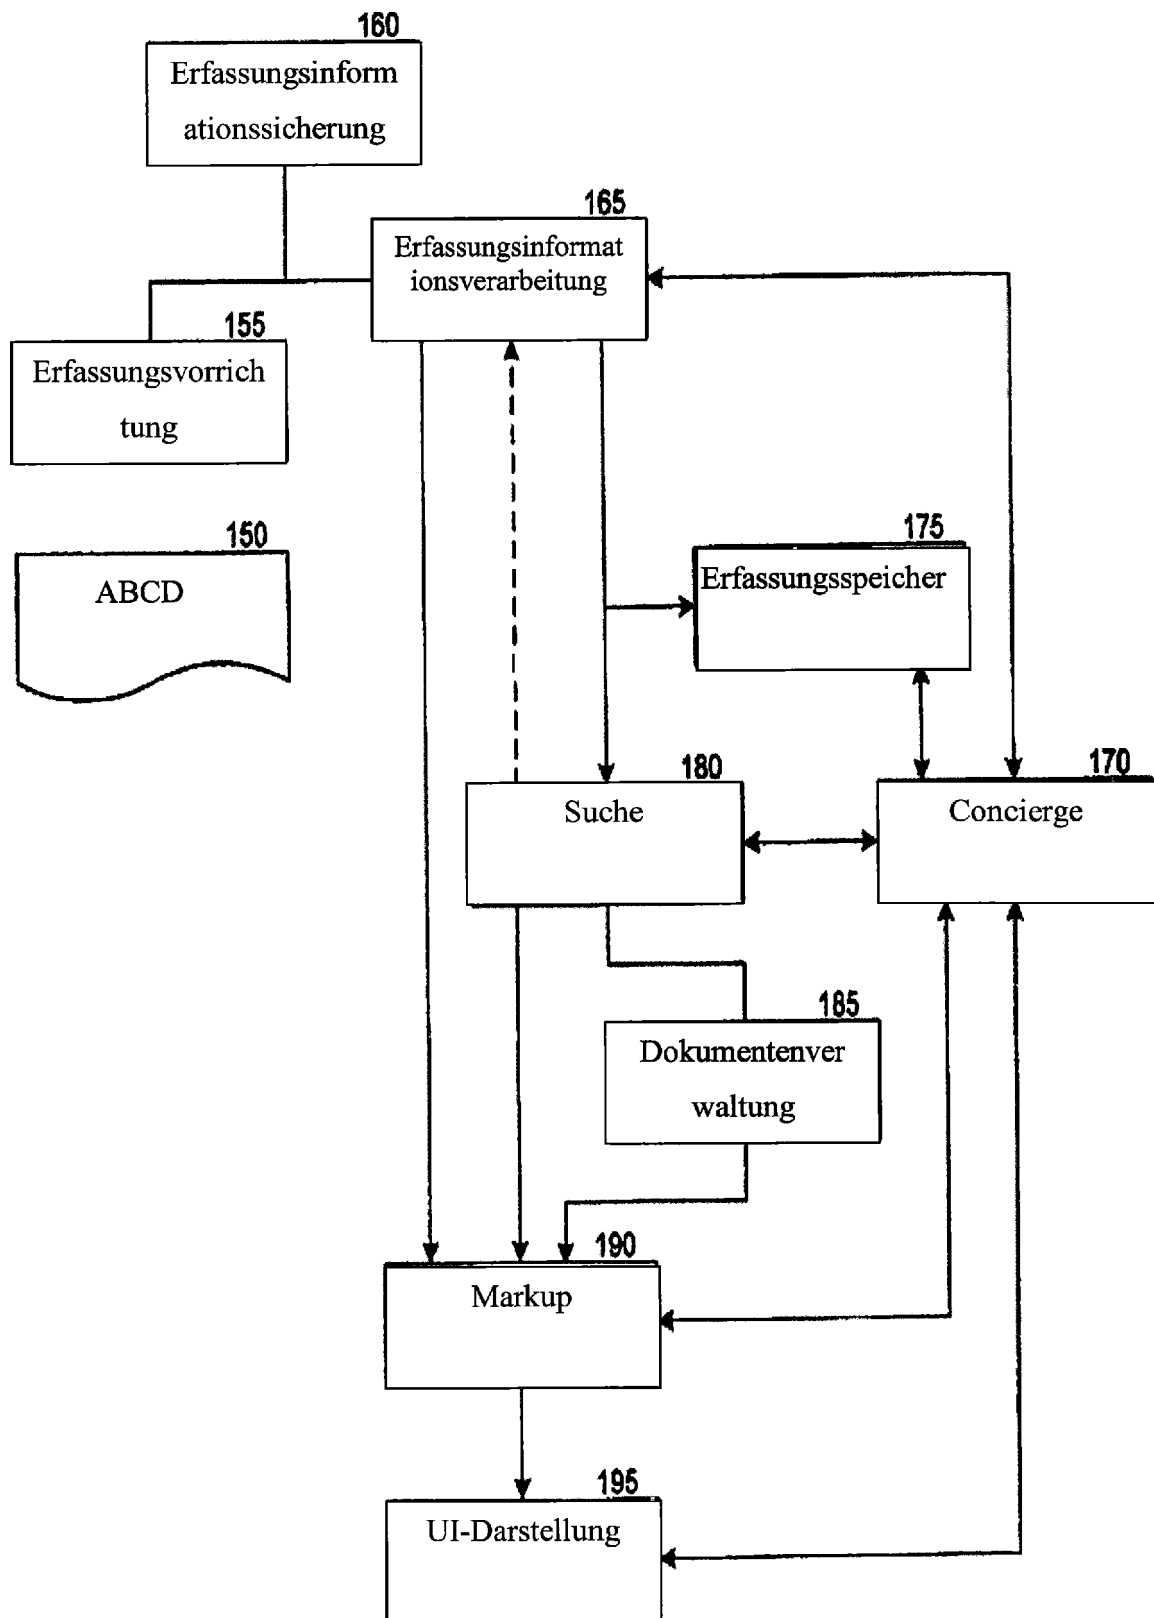 160
Erfassungsinform
ationssicherung
165
Erfassungsinformat
ionsverarbeitung
155
Erfassungsvorrich
tung
150
ABCD
175
Erfassungsspeicher
180
Suche
170
Concierge
185
Dokumentenver
waltung
190
Markup
195
UI-Darstellung